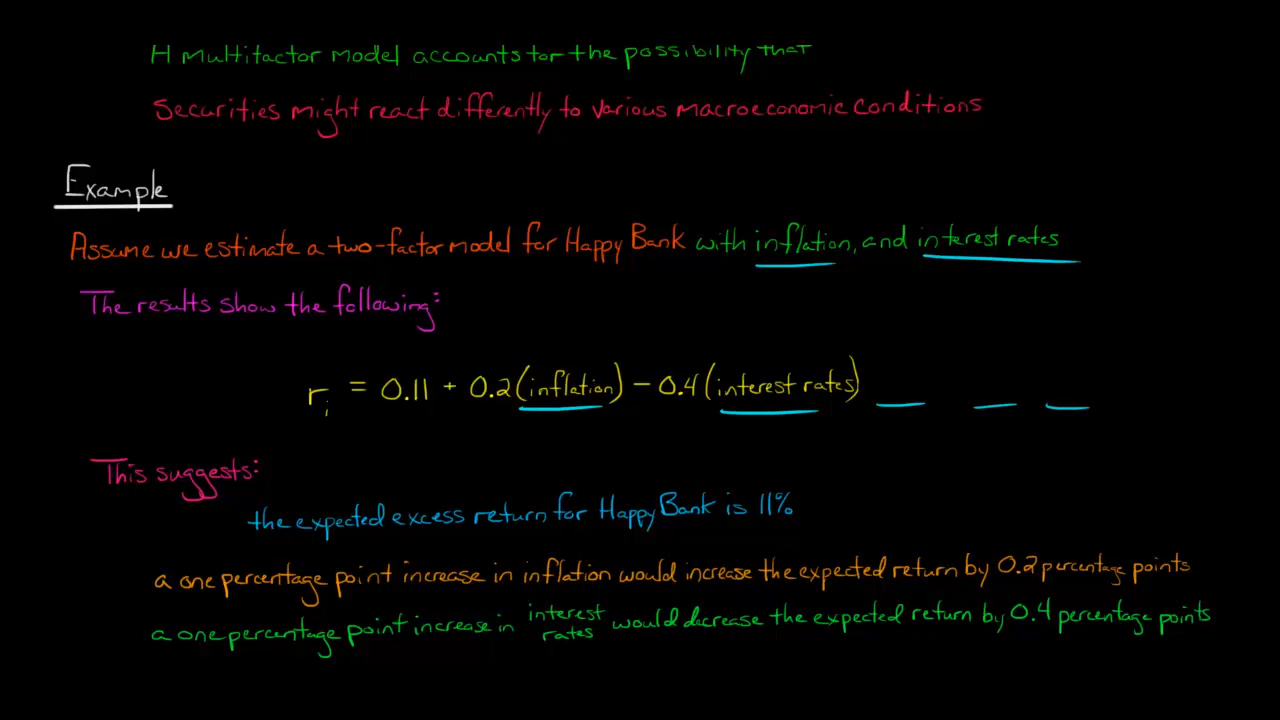 A multifactor model accounts for the possibility that
Securities might react differently to various macroeconomic conditions
Example
Assume we estimate a two-factor model for Happy Bank with inflation, and interest rates
The results show the following:
rᵢ = 0.11 + 0.2(inflation) – 0.4(interest rates)
This suggests:
the expected excess return for Happy Bank is 11%
a one percentage point increase in inflation would increase the expected return by 0.2 percentage points
a one percentage point increase in interest rates would decrease the expected return by 0.4 percentage points